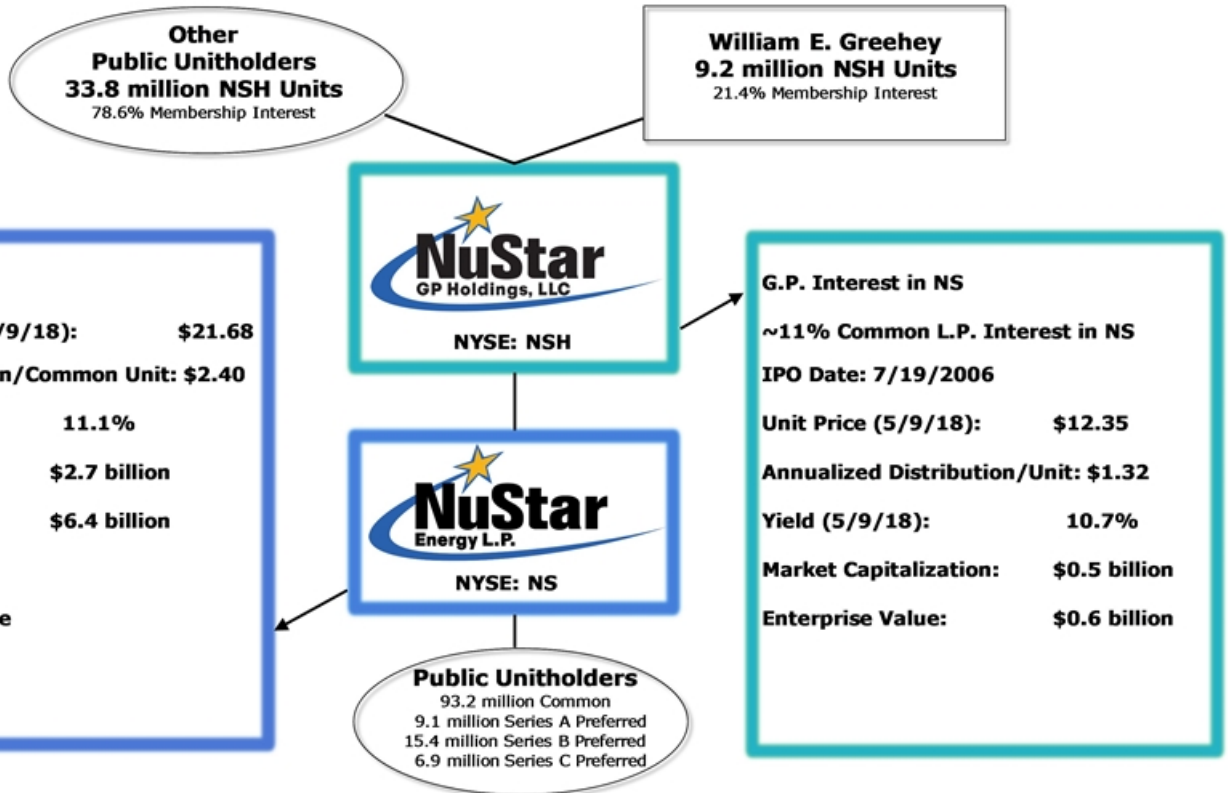 Other
Public Unitholders
33.8 million NSH Units
78.6% Membership Interest
William E. Greehey
9.2 million NSH Units
21.4% Membership Interest
NuStar
GP Holdings, LLC
NYSE: NSH
/9/18): $21.68
n/Common Unit: $2.40
11.1%
$2.7 billion
$6.4 billion
e
NuStar
Energy L.P.
NYSE: NS
Public Unitholders
93.2 million Common
9.1 million Series A Preferred
15.4 million Series B Preferred
6.9 million Series C Preferred
G.P. Interest in NS
~11% Common L.P. Interest in NS
IPO Date: 7/19/2006
Unit Price (5/9/18): $12.35
Annualized Distribution/Unit: $1.32
Yield (5/9/18): 10.7%
Market Capitalization: $0.5 billion
Enterprise Value: $0.6 billion